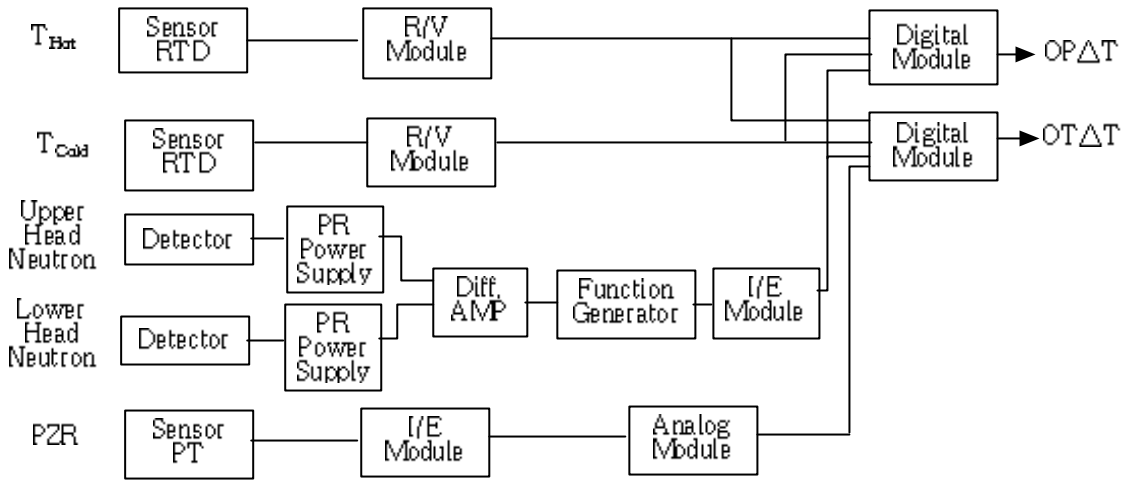 T_Hot
Sensor
RTD
R/V
Module
Digital
Module
OP△T
T_Cold
Sensor
RTD
R/V
Module
Digital
Module
OT△T
Upper
Head
Neutron
Detector
PR
Power
Supply
Diff.
AMP
Function
Generator
I/E
Module
Lower
Head
Neutron
Detector
PR
Power
Supply
PZR
Sensor
PT
I/E
Module
Analog
Module